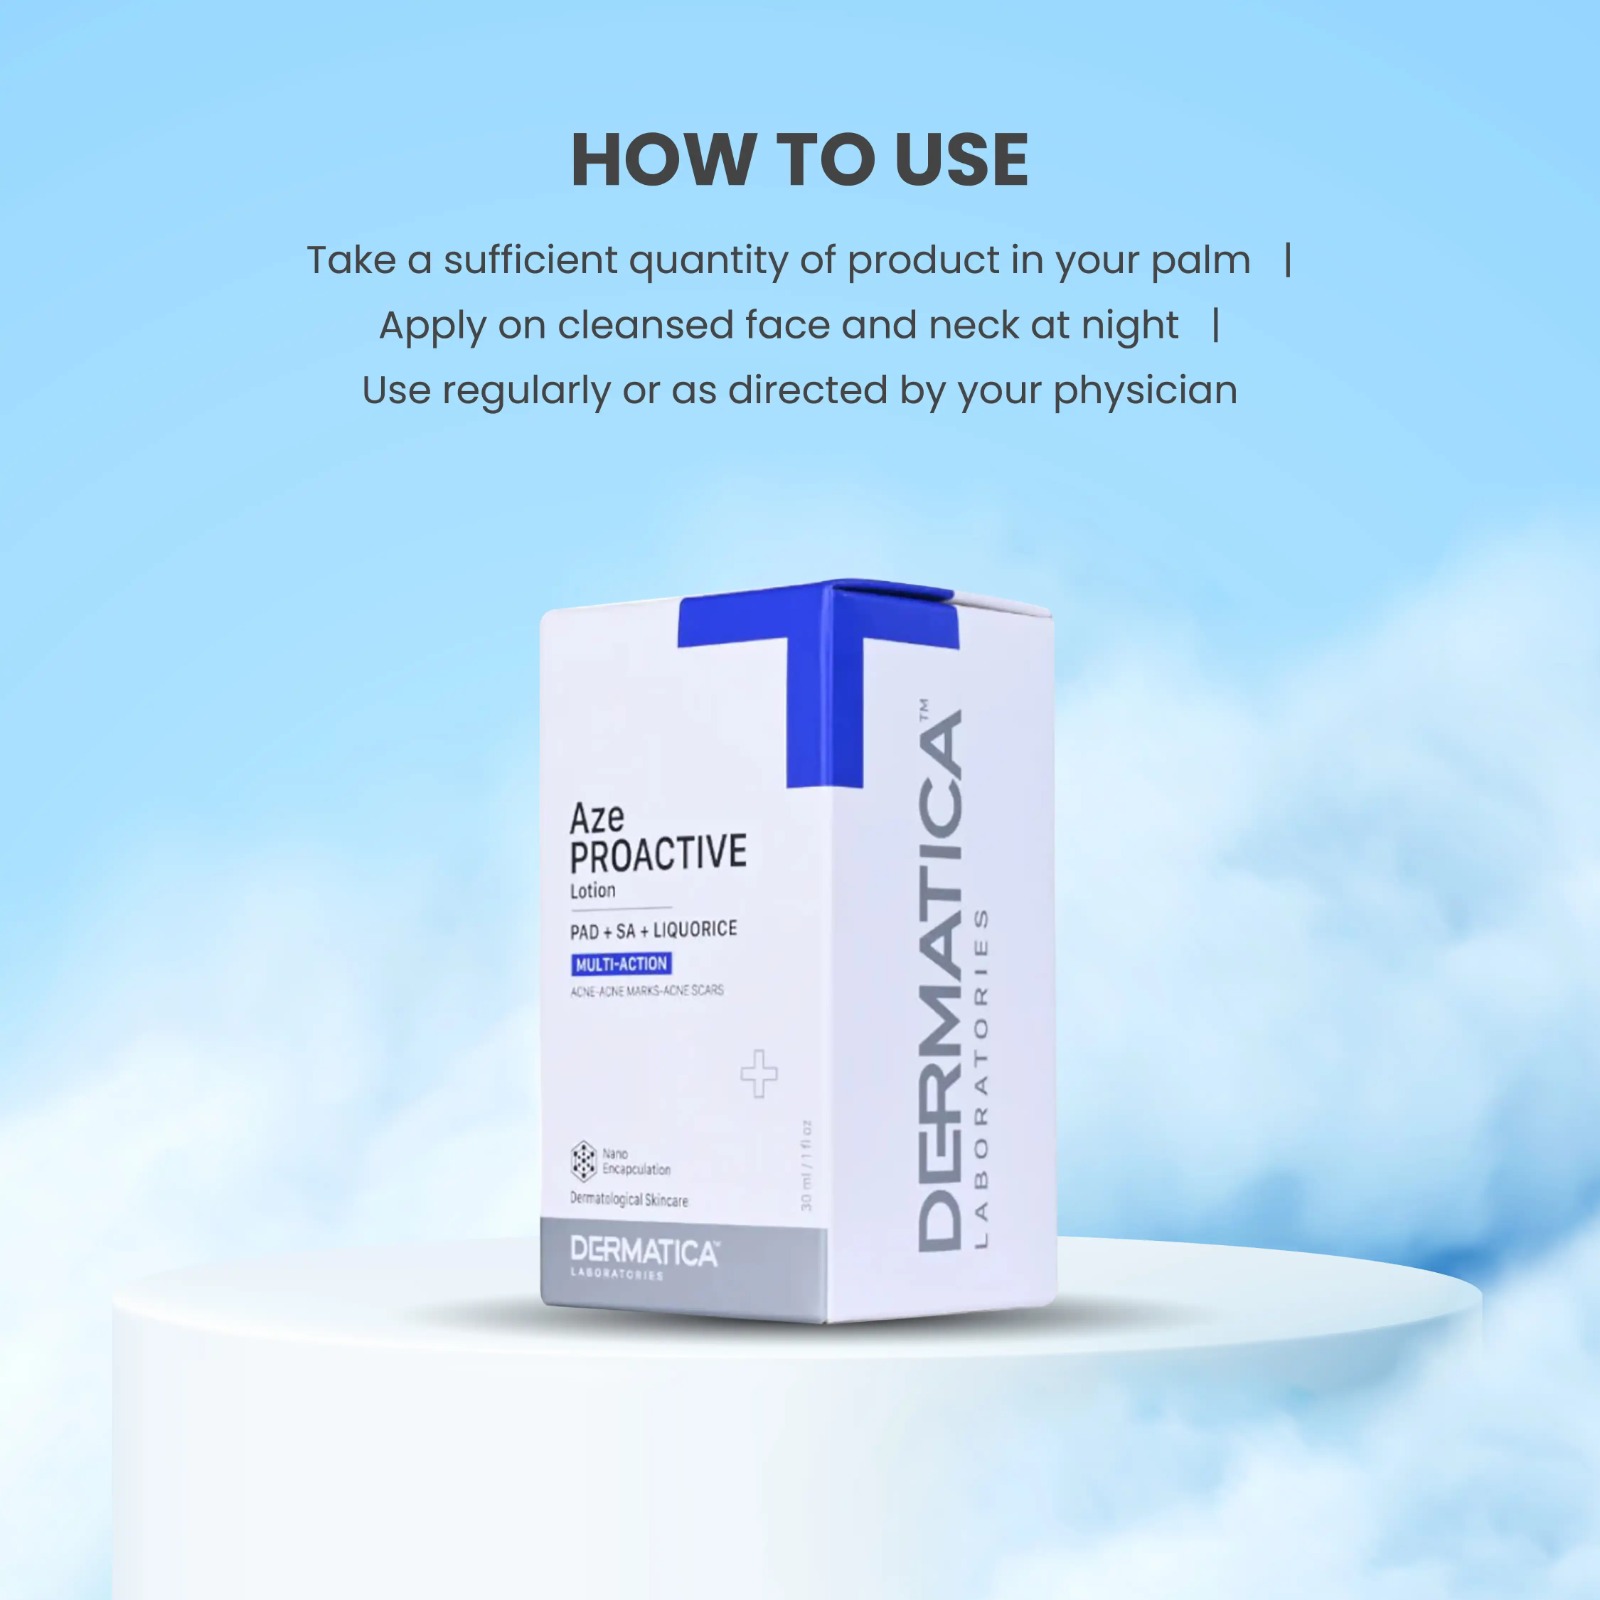 HOW TO USE
Take a sufficient quantity of product in your palm |
Apply on cleansed face and neck at night |
Use regularly or as directed by your physician
Aze
PROACTIVE
Lotion
PAD + SA + LIQUORICE
MULTI-ACTION
ACNE-ACNE MARKS-ACNE SCARS
Nano
Encapculation
Dermatological Skincare
30 ml / 1 fl oz
DERMATICA™
LABORATORIES
DERMATICA™
LABORATORIES